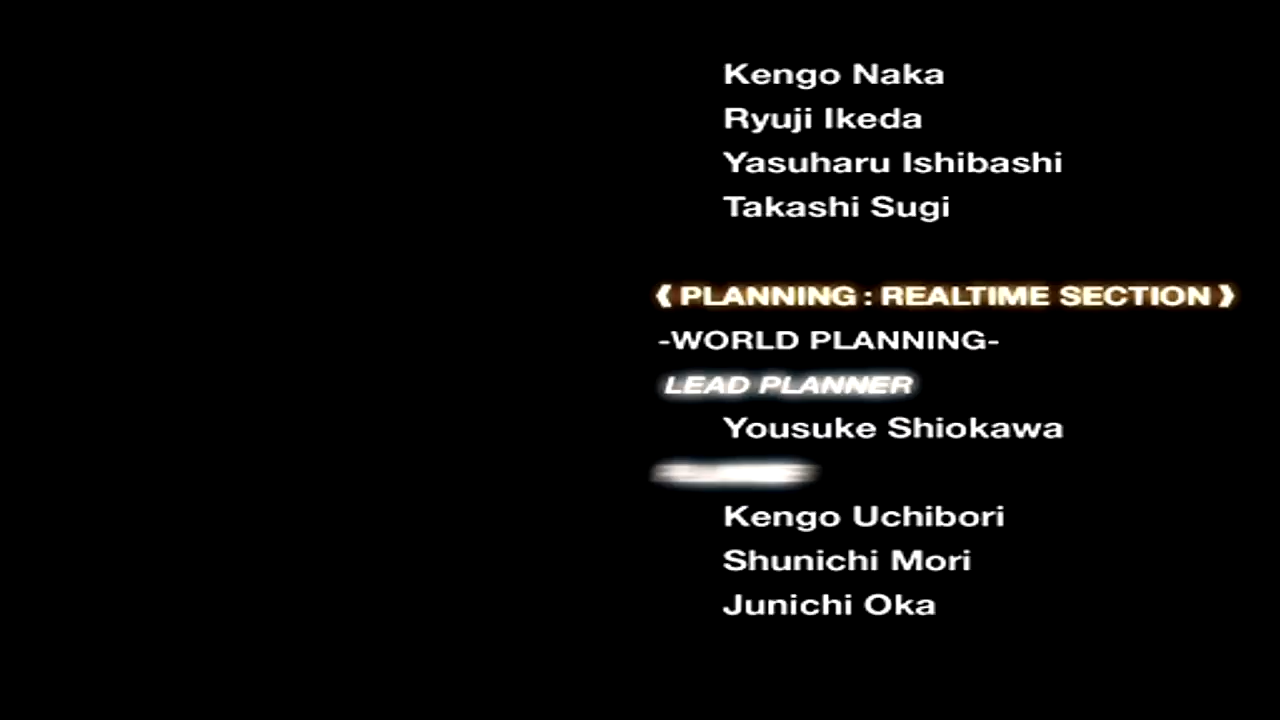 Kengo Naka
Ryuji Ikeda
Yasuharu Ishibashi
Takashi Sugi
❰ PLANNING : REALTIME SECTION ❱
-WORLD PLANNING-
LEAD PLANNER
Yousuke Shiokawa
Kengo Uchibori
Shunichi Mori
Junichi Oka